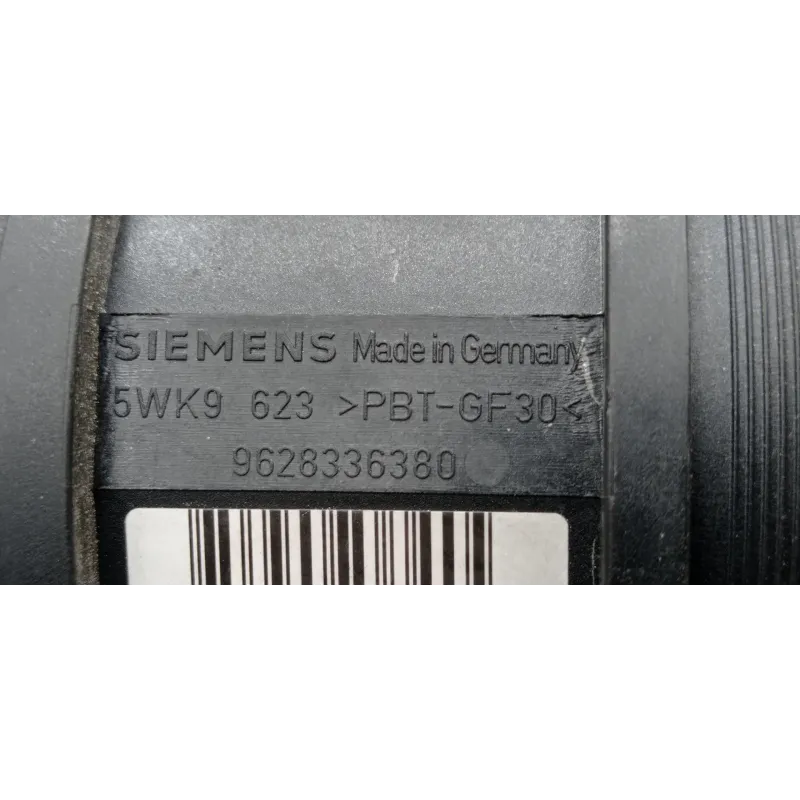 SIEMENS Made in Germany
5WK9 623 >PBT-GF30<
9628336380